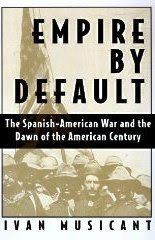 EMPIRE
BY
DEFAULT
The Spanish-American War and the
Dawn of the American Century
IVAN MUSICANT